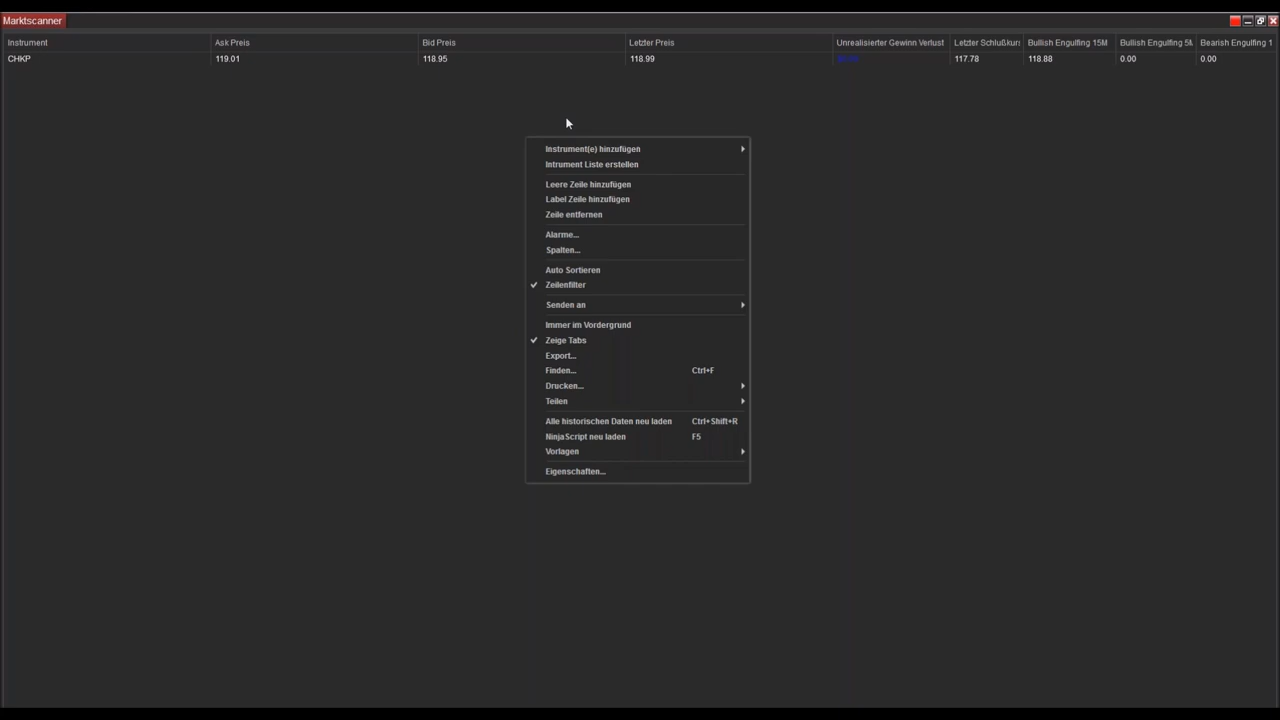 Marktscanner
Instrument Ask Preis Bid Preis Letzter Preis Unrealisierter Gewinn Verlust Letzter Schlußkur: Bullish Engulfing 15M Bullish Engulfing 5M Bearish Engulfing 1
CHKP 119.01 118.95 118.99 117.78 118.88 0.00 0.00
Instrument(e) hinzufügen
Intrument Liste erstellen
Leere Zeile hinzufügen
Label Zeile hinzufügen
Zeile entfernen
Alarme...
Spalten...
Auto Sortieren
Zeilenfilter
Senden an
Immer im Vordergrund
Zeige Tabs
Export...
Finden... Ctrl+F
Drucken...
Teilen
Alle historischen Daten neu laden Ctrl+Shift+R
NinjaScript neu laden F5
Vorlagen
Eigenschaften...